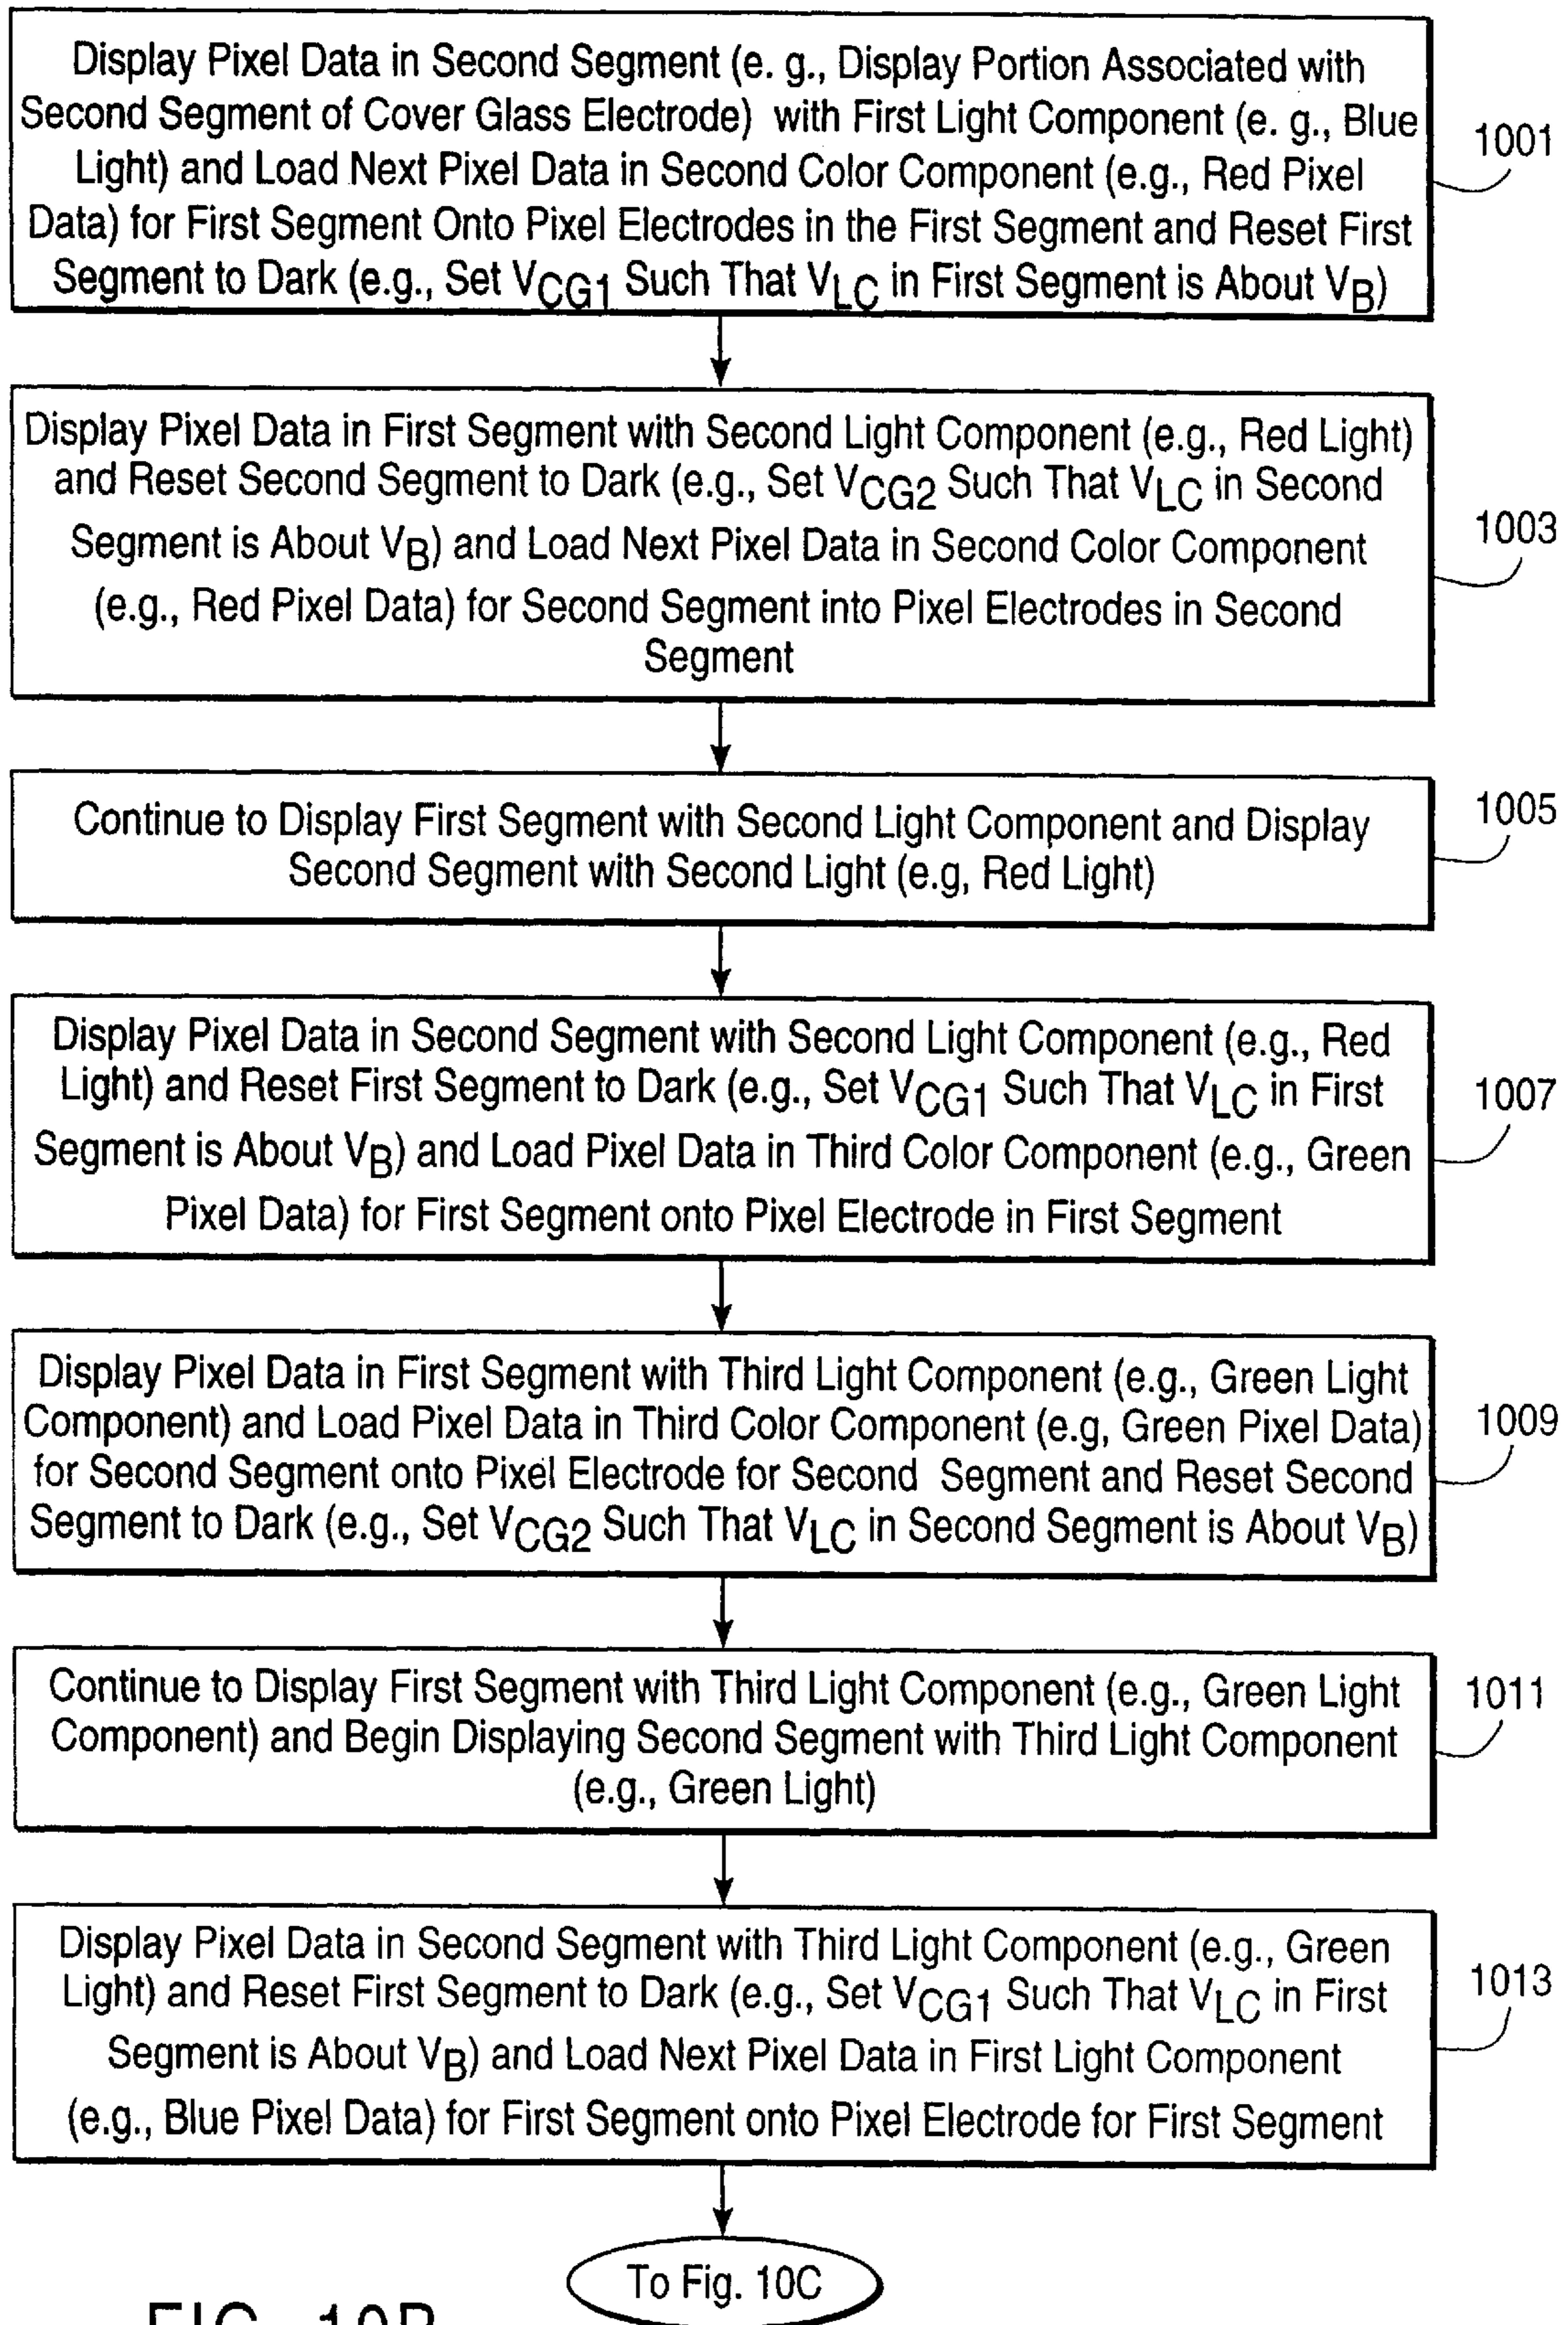 Display Pixel Data in Second Segment (e. g., Display Portion Associated with
Second Segment of Cover Glass Electrode) with First Light Component (e. g., Blue
Light) and Load Next Pixel Data in Second Color Component (e.g., Red Pixel
Data) for First Segment Onto Pixel Electrodes in the First Segment and Reset First
Segment to Dark (e.g., Set VCG1 Such That VLC in First Segment is About VB)
1001
Display Pixel Data in First Segment with Second Light Component (e.g., Red Light)
and Reset Second Segment to Dark (e.g., Set VCG2 Such That VLC in Second
Segment is About VB) and Load Next Pixel Data in Second Color Component
(e.g., Red Pixel Data) for Second Segment into Pixel Electrodes in Second
Segment
1003
Continue to Display First Segment with Second Light Component and Display
Second Segment with Second Light (e.g, Red Light)
1005
Display Pixel Data in Second Segment with Second Light Component (e.g., Red
Light) and Reset First Segment to Dark (e.g., Set VCG1 Such That VLC in First
Segment is About VB) and Load Pixel Data in Third Color Component (e.g., Green
Pixel Data) for First Segment onto Pixel Electrode in First Segment
1007
Display Pixel Data in First Segment with Third Light Component (e.g., Green Light
Component) and Load Pixel Data in Third Color Component (e.g, Green Pixel Data)
for Second Segment onto Pixel Electrode for Second Segment and Reset Second
Segment to Dark (e.g., Set VCG2 Such That VLC in Second Segment is About VB)
1009
Continue to Display First Segment with Third Light Component (e.g., Green Light
Component) and Begin Displaying Second Segment with Third Light Component
(e.g., Green Light)
1011
Display Pixel Data in Second Segment with Third Light Component (e.g., Green
Light) and Reset First Segment to Dark (e.g., Set VCG1 Such That VLC in First
Segment is About VB) and Load Next Pixel Data in First Light Component
(e.g., Blue Pixel Data) for First Segment onto Pixel Electrode for First Segment
1013
To Fig. 10C
FIG. 10B